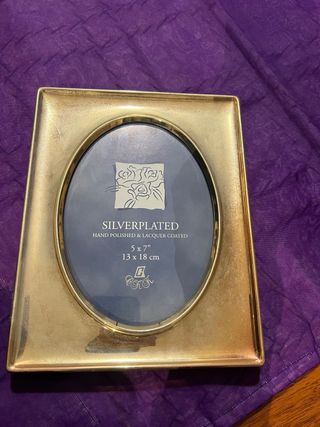 SILVERPLATED
HAND POLISHED & LACQUER COATED
5 x 7"
13 x 18 cm